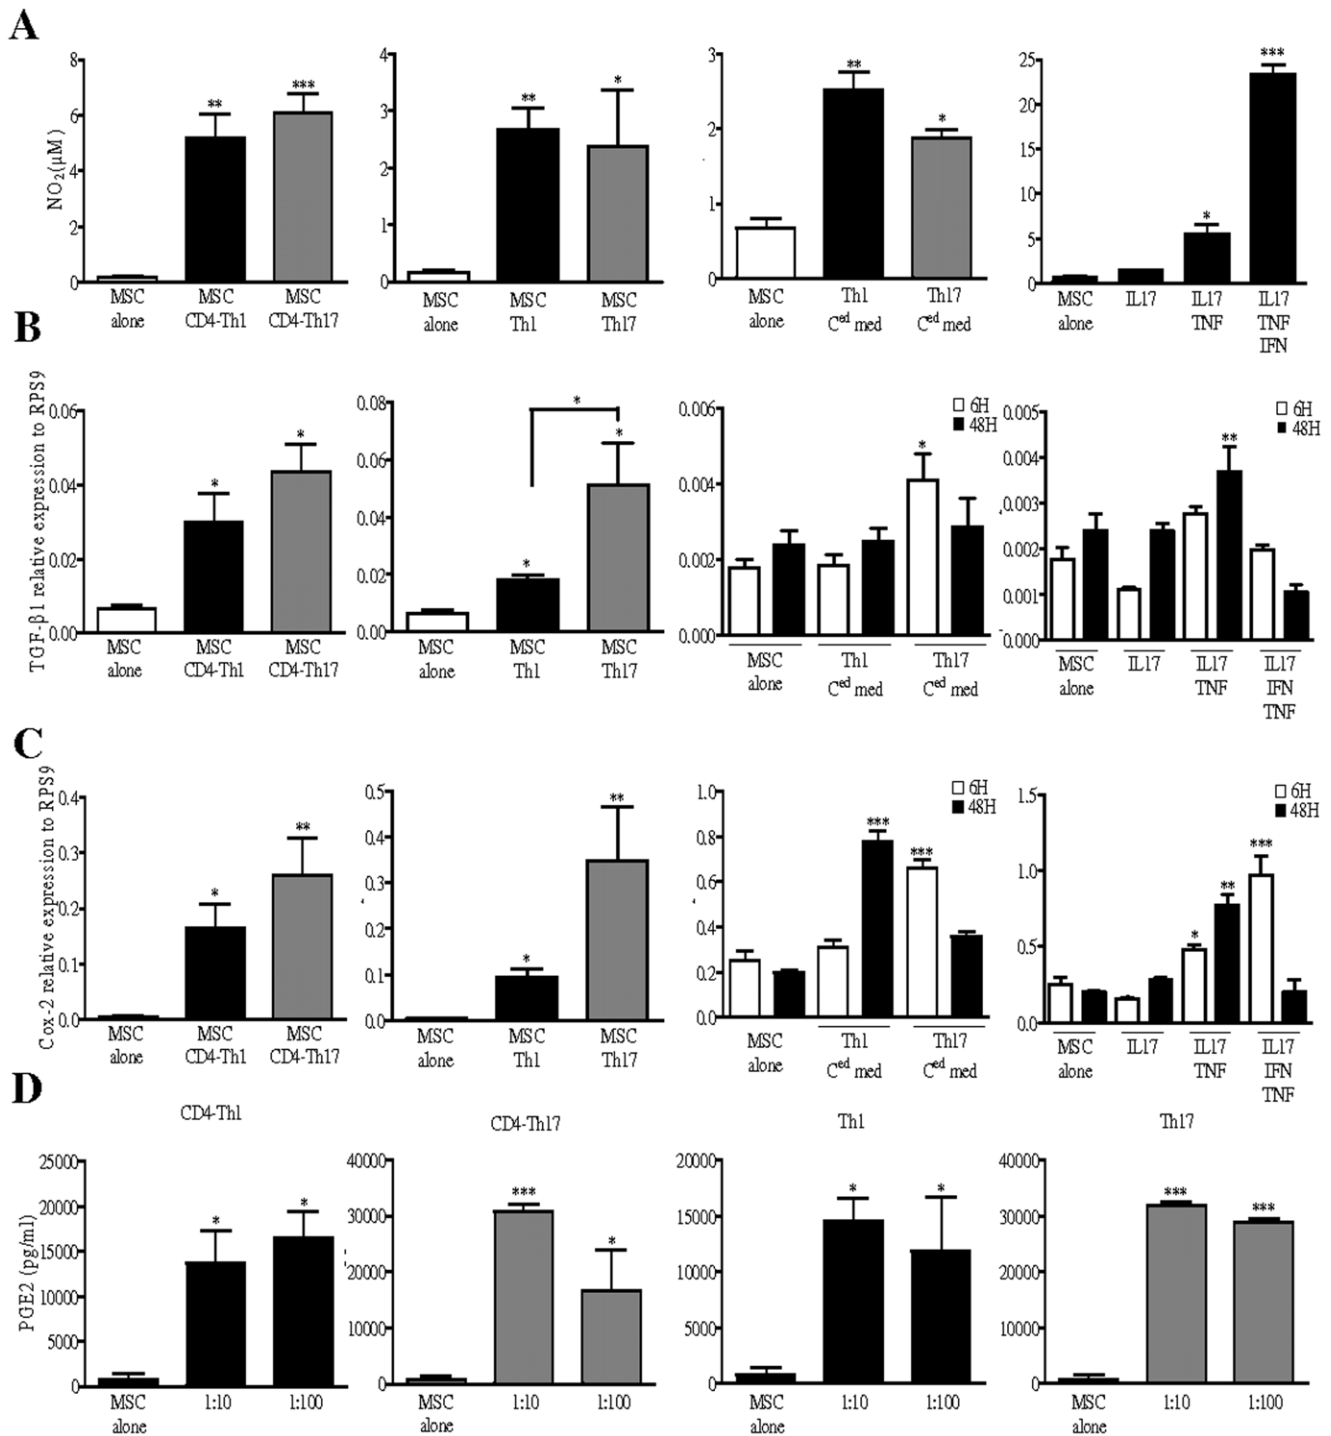 A
NO₂(μM)
8
6
4
2
0
** ***
MSC alone
MSC CD4-Th1
MSC CD4-Th17
4
3
2
1
0
** *
MSC alone
MSC Th1
MSC Th17
3
2
1
0
** *
MSC alone
Th1 Cᵉᵈ med
Th17 Cᵉᵈ med
25
20
15
10
5
0
* ***
MSC alone
IL17
IL17 TNF
IL17 TNF IFN
B
TGF-β1 relative expression to RPS9
0.06
0.04
0.02
0.00
* *
MSC alone
MSC CD4-Th1
MSC CD4-Th17
0.08
0.06
0.04
0.02
0.00
* * *
MSC alone
MSC Th1
MSC Th17
0.006
0.004
0.002
0.000
6H
48H
*
MSC alone
Th1 Cᵉᵈ med
Th17 Cᵉᵈ med
0.005
0.004
0.003
0.002
0.001
0.000
6H
48H
**
MSC alone
IL17
IL17 TNF
IL17 IFN TNF
C
Cox-2 relative expression to RPS9
0.4
0.3
0.2
0.1
0.0
* **
MSC alone
MSC CD4-Th1
MSC CD4-Th17
0.5
0.4
0.3
0.2
0.1
0.0
* **
MSC alone
MSC Th1
MSC Th17
1.0
0.8
0.6
0.4
0.2
0.0
6H
48H
*** ***
MSC alone
Th1 Cᵉᵈ med
Th17 Cᵉᵈ med
1.5
1.0
0.5
0.0
6H
48H
* ** ***
MSC alone
IL17
IL17 TNF
IL17 IFN TNF
D
CD4-Th1
PGE2 (pg/ml)
25000
20000
15000
10000
5000
0
* *
MSC alone
1:10
1:100
CD4-Th17
40000
30000
20000
10000
0
*** *
MSC alone
1:10
1:100
Th1
20000
15000
10000
5000
0
* *
MSC alone
1:10
1:100
Th17
40000
30000
20000
10000
0
*** ***
MSC alone
1:10
1:100